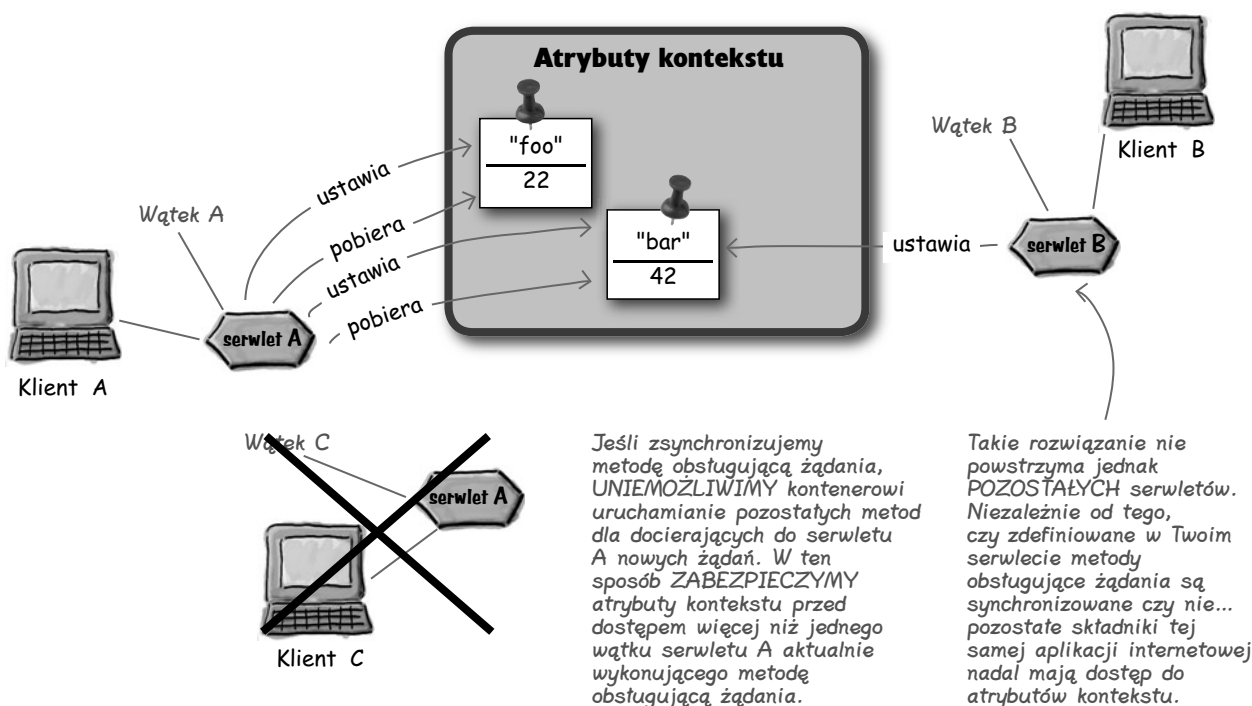 Atrybuty kontekstu
"foo"
22
"bar"
42
ustawia
pobiera
ustawia
pobiera
Wątek A
serwlet A
Klient A
Wątek B
Klient B
ustawia
serwlet B
Wątek C
serwlet A
Klient C
Jeśli zsynchronizujemy
metodę obsługującą żądania,
UNIEMOŻLIWIMY kontenerowi
uruchamianie pozostałych metod
dla docierających do serwletu
A nowych żądań. W ten
sposób ZABEZPIECZYMY
atrybuty kontekstu przed
dostępem więcej niż jednego
wątku serwletu A aktualnie
wykonującego metodę
obsługującą żądania.
Takie rozwiązanie nie
powstrzyma jednak
POZOSTAŁYCH serwletów.
Niezależnie od tego,
czy zdefiniowane w Twoim
serwlecie metody
obsługujące żądania są
synchronizowane czy nie...
pozostałe składniki tej
samej aplikacji internetowej
nadal mają dostęp do
atrybutów kontekstu.